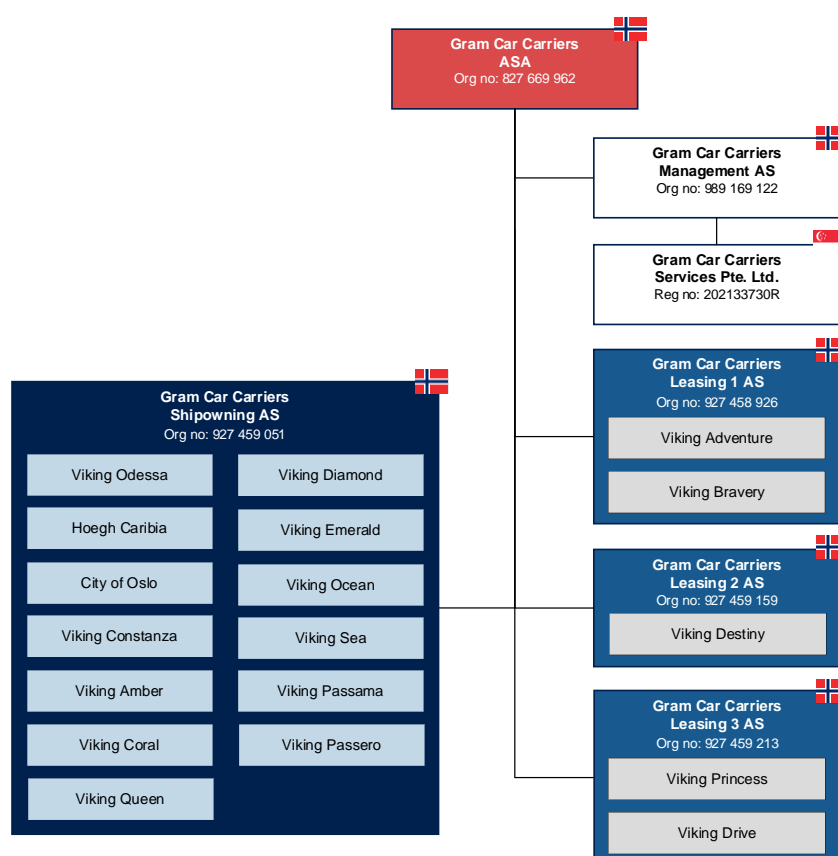 Gram Car Carriers
ASA
Org no: 827 669 962
Gram Car Carriers
Management AS
Org no: 989 169 122
Gram Car Carriers
Services Pte. Ltd.
Reg no: 202133730R
Gram Car Carriers
Shipowning AS
Org no: 927 459 051
Viking Odessa
Viking Diamond
Hoegh Caribia
Viking Emerald
City of Oslo
Viking Ocean
Viking Constanza
Viking Sea
Viking Amber
Viking Passama
Viking Coral
Viking Passero
Viking Queen
Gram Car Carriers
Leasing 1 AS
Org no: 927 458 926
Viking Adventure
Viking Bravery
Gram Car Carriers
Leasing 2 AS
Org no: 927 459 159
Viking Destiny
Gram Car Carriers
Leasing 3 AS
Org no: 927 459 213
Viking Princess
Viking Drive